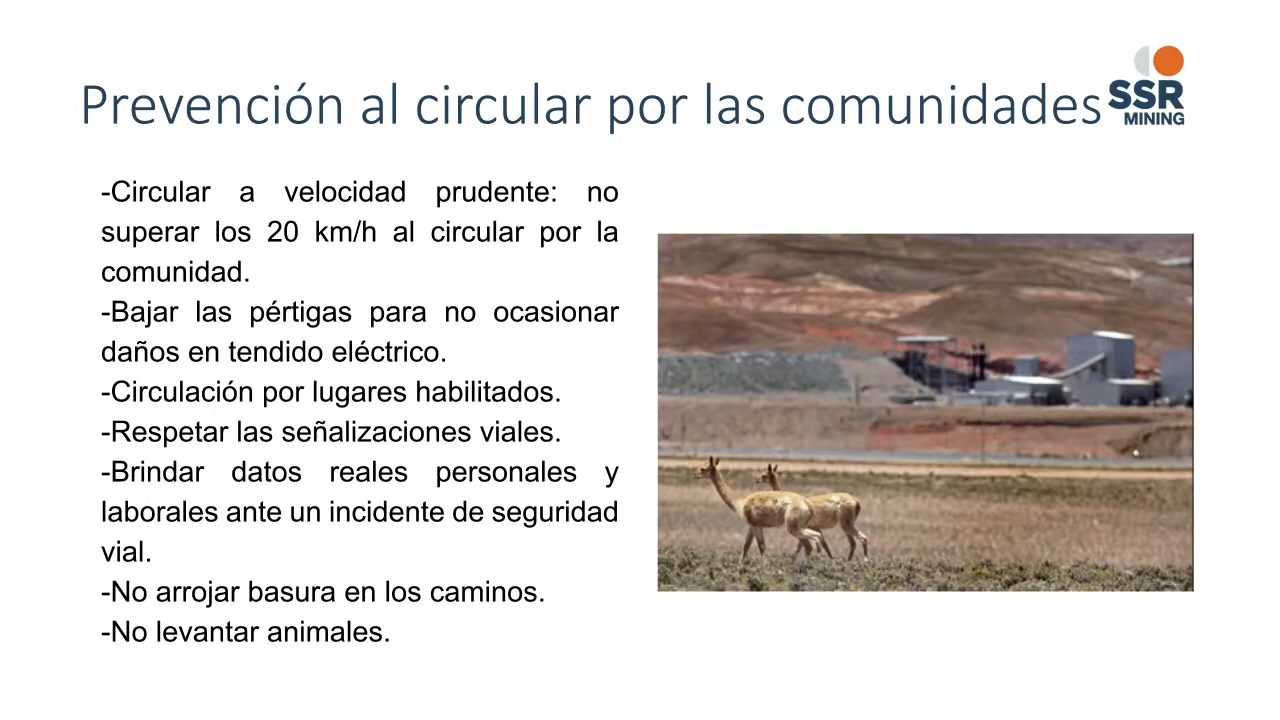 Prevención al circular por las comunidades
SSR
MINING
-Circular a velocidad prudente: no
superar los 20 km/h al circular por la
comunidad.
-Bajar las pértigas para no ocasionar
daños en tendido eléctrico.
-Circulación por lugares habilitados.
-Respetar las señalizaciones viales.
-Brindar datos reales personales y
laborales ante un incidente de seguridad
vial.
-No arrojar basura en los caminos.
-No levantar animales.